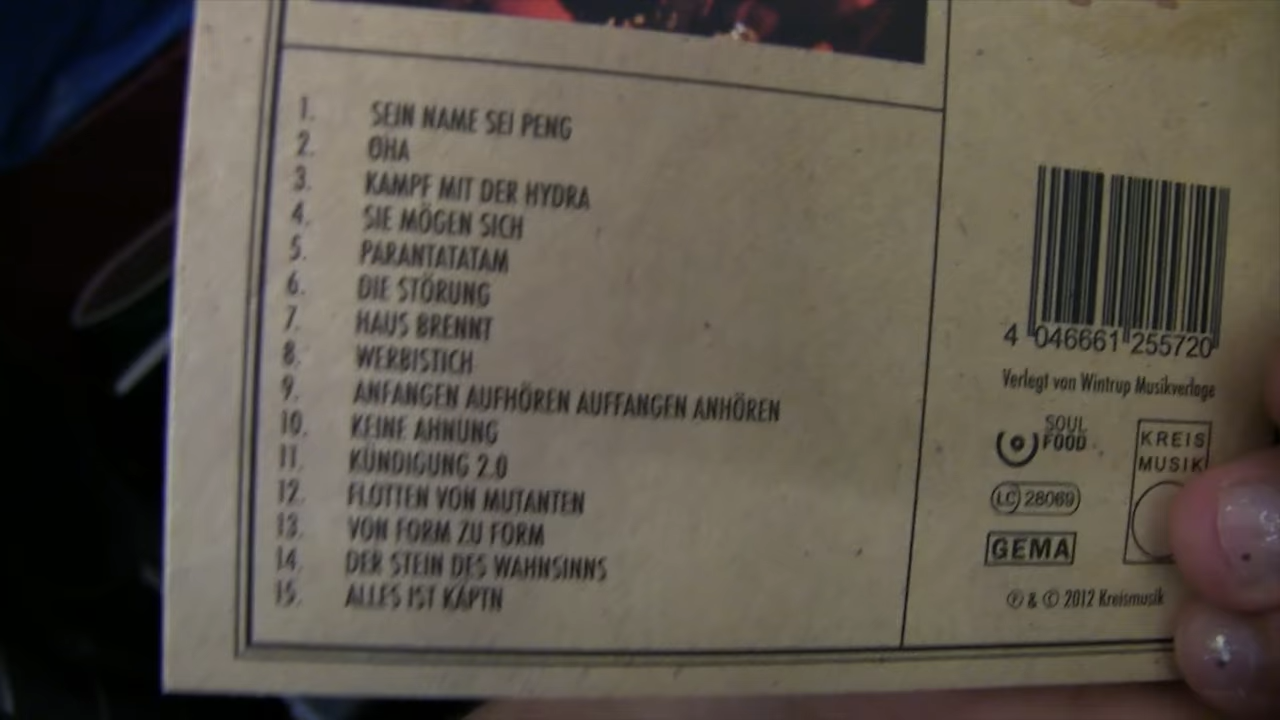 1. SEIN NAME SEI PENG
2. OHA
3. KAMPF MIT DER HYDRA
4. SIE MÖGEN SICH
5. PARANTATATAM
6. DIE STÖRUNG
7. HAUS BRENNT
8. WERBISTICH
9. ANFANGEN AUFHÖREN AUFFANGEN ANHÖREN
10. KEINE AHNUNG
11. KÜNDIGUNG 2.0
12. FLOTTEN VON MUTANTEN
13. VON FORM ZU FORM
14. DER STEIN DES WAHNSINNS
15. ALLES IST KÄPTN
4 046661 255720
Verlegt von Wintrup Musikverlage
SOUL
FOOD
KREIS
MUSIK
LC 28069
GEMA
℗ & © 2012 Kreismusik